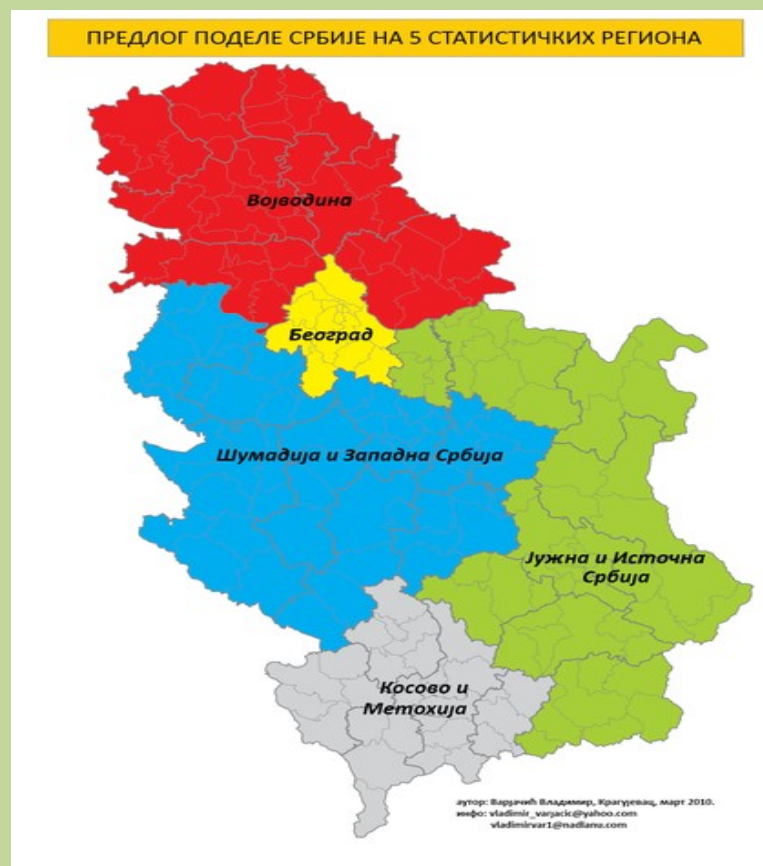 ПРЕДЛОГ ПОДЕЛЕ СРБИЈЕ НА 5 СТАТИСТИЧКИХ РЕГИОНА
Војводина
Београд
Шумадија и Западна Србија
Јужна и Источна
Србија
Косово и
Метохија
аутор: Варјачић Владимир, Крагујевац, март 2010.
инфо: vladimir_varjacic@yahoo.com
vladimirvar1@nadlanu.com